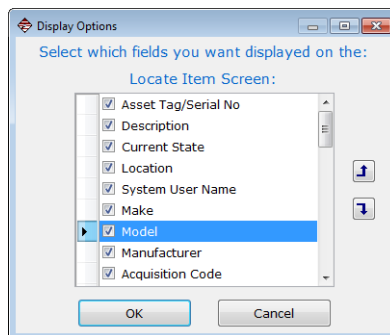 Display Options
Select which fields you want displayed on the:
Locate Item Screen:
Asset Tag/Serial No
Description
Current State
Location
System User Name
Make
Model
Manufacturer
Acquisition Code
OK
Cancel